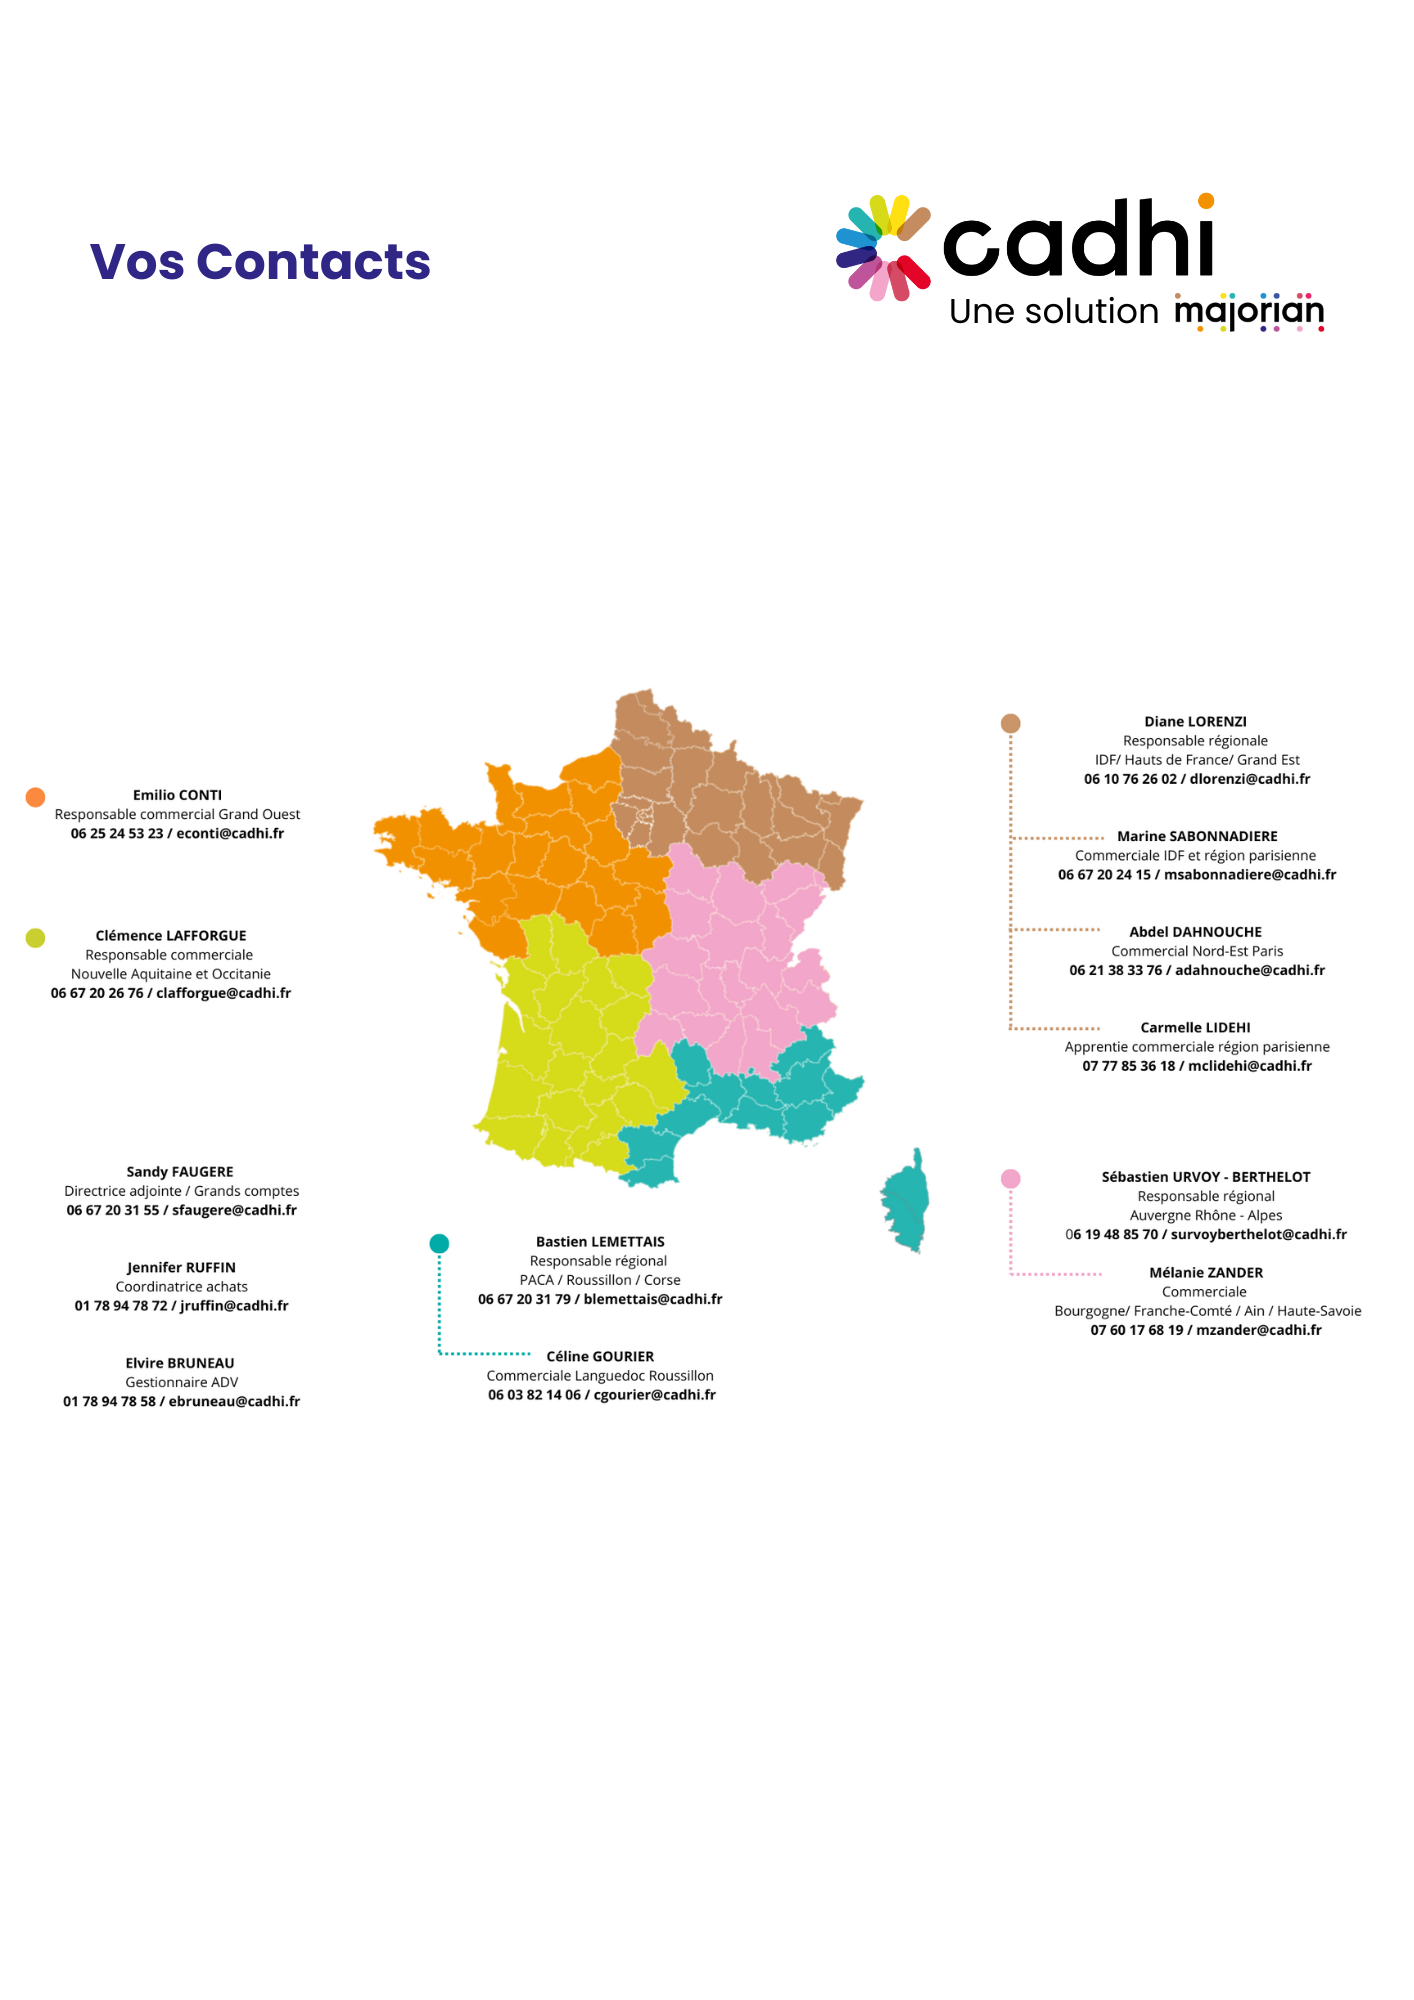 Vos Contacts
cadhi
Une solution majorian
Emilio CONTI
Responsable commercial Grand Ouest
06 25 24 53 23 / econti@cadhi.fr
Clémence LAFFORGUE
Responsable commerciale
Nouvelle Aquitaine et Occitanie
06 67 20 26 76 / clafforgue@cadhi.fr
Sandy FAUGERE
Directrice adjointe / Grands comptes
06 67 20 31 55 / sfaugere@cadhi.fr
Jennifer RUFFIN
Coordinatrice achats
01 78 94 78 72 / jruffin@cadhi.fr
Elvire BRUNEAU
Gestionnaire ADV
01 78 94 78 58 / ebruneau@cadhi.fr
Bastien LEMETTAIS
Responsable régional
PACA / Roussillon / Corse
06 67 20 31 79 / blemettais@cadhi.fr
Céline GOURIER
Commerciale Languedoc Roussillon
06 03 82 14 06 / cgourier@cadhi.fr
Diane LORENZI
Responsable régionale
IDF/ Hauts de France/ Grand Est
06 10 76 26 02 / dlorenzi@cadhi.fr
Marine SABONNADIERE
Commerciale IDF et région parisienne
06 67 20 24 15 / msabonnadiere@cadhi.fr
Abdel DAHNOUCHE
Commercial Nord-Est Paris
06 21 38 33 76 / adahnouche@cadhi.fr
Carmelle LIDEHI
Apprentie commerciale région parisienne
07 77 85 36 18 / mclidehi@cadhi.fr
Sébastien URVOY - BERTHELOT
Responsable régional
Auvergne Rhône - Alpes
06 19 48 85 70 / survoyberthelot@cadhi.fr
Mélanie ZANDER
Commerciale
Bourgogne/ Franche-Comté / Ain / Haute-Savoie
07 60 17 68 19 / mzander@cadhi.fr